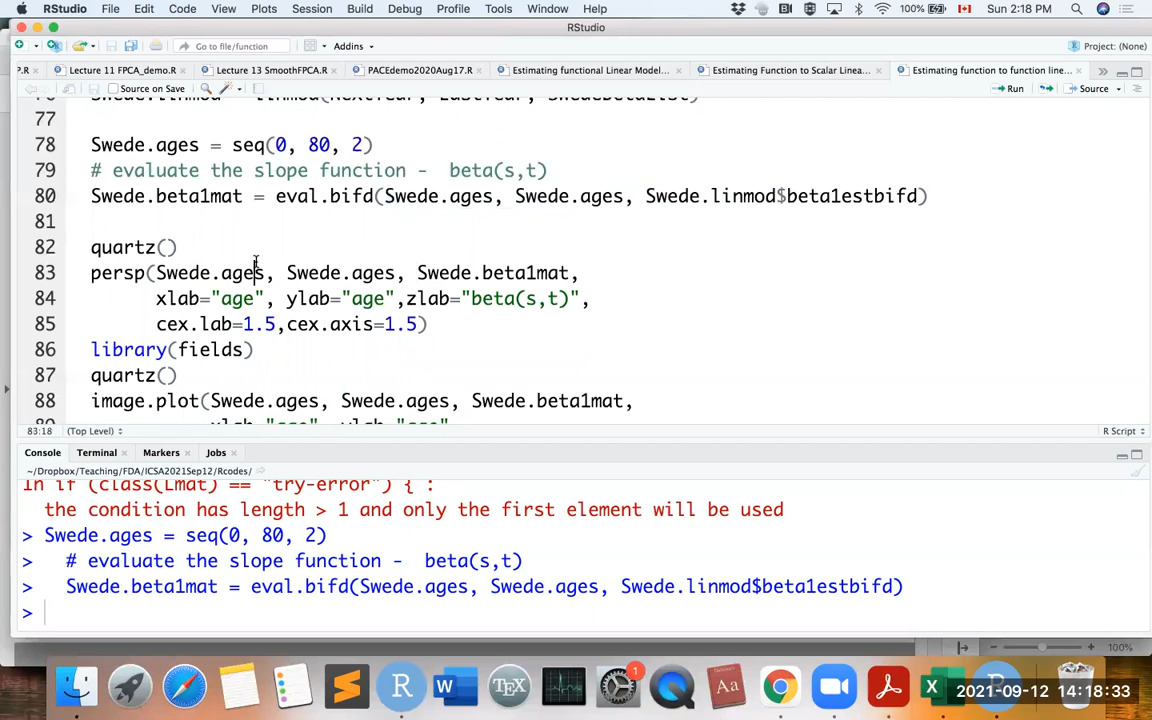 RStudio File Edit Code View Plots Session Build Debug Profile Tools Window Help 100% Sun 2:18 PM
RStudio
Go to file/function Addins Project: (None)
P.R Lecture 11 FPCA_demo.R Lecture 13 SmoothFPCA.R PACEdemo2020Aug17.R Estimating functional Linear Model... Estimating Function to Scalar Linea... Estimating function to function line...
Source on Save Run Source
77
78 Swede.ages = seq(0, 80, 2)
79 # evaluate the slope function - beta(s,t)
80 Swede.beta1mat = eval.bifd(Swede.ages, Swede.ages, Swede.linmod$beta1estbifd)
81
82 quartz()
83 persp(Swede.ages, Swede.ages, Swede.beta1mat,
84 xlab="age", ylab="age",zlab="beta(s,t)",
85 cex.lab=1.5,cex.axis=1.5)
86 library(fields)
87 quartz()
88 image.plot(Swede.ages, Swede.ages, Swede.beta1mat,
83:18 (Top Level) R Script
Console Terminal Markers Jobs
~/Dropbox/Teaching/FDA/ICSA2021Sep12/Rcodes/
In if (class(Lmat) == "try-error") { :
the condition has length > 1 and only the first element will be used
> Swede.ages = seq(0, 80, 2)
> # evaluate the slope function - beta(s,t)
> Swede.beta1mat = eval.bifd(Swede.ages, Swede.ages, Swede.linmod$beta1estbifd)
>
100%
2021-09-12 14:18:33